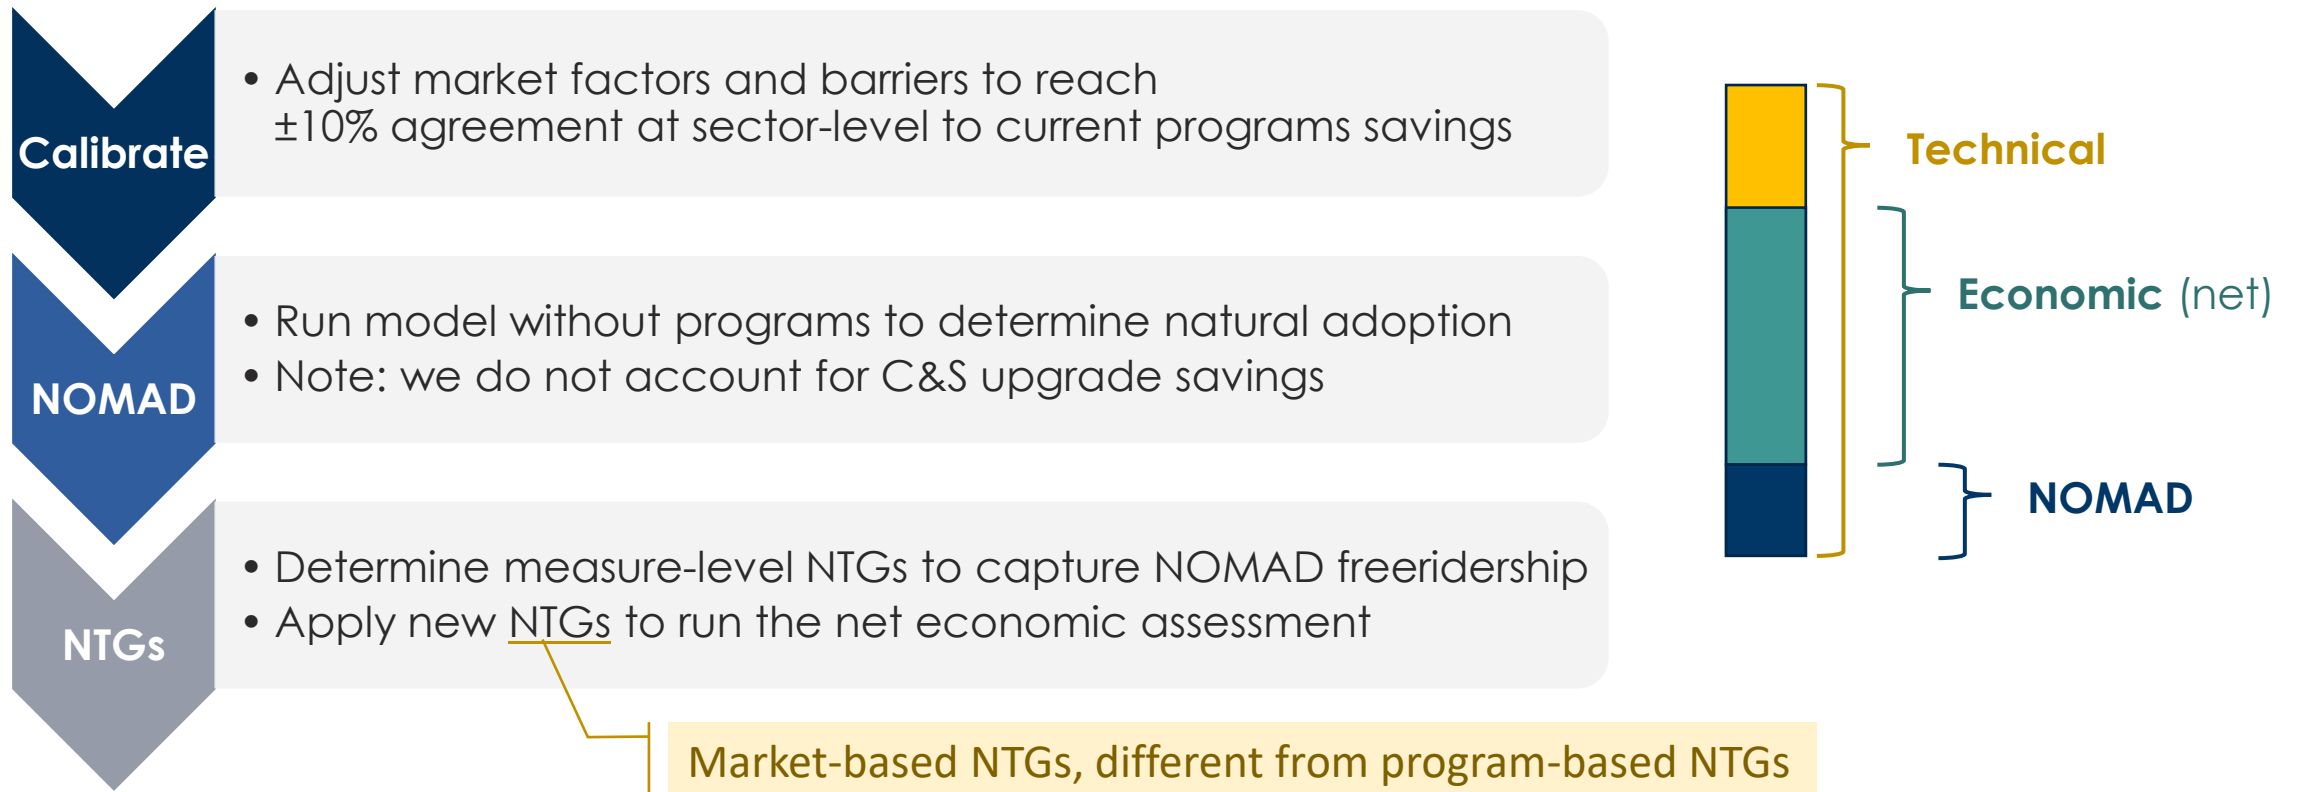 Calibrate
• Adjust market factors and barriers to reach
±10% agreement at sector-level to current programs savings
NOMAD
• Run model without programs to determine natural adoption
• Note: we do not account for C&S upgrade savings
NTGs
• Determine measure-level NTGs to capture NOMAD freeridership
• Apply new NTGs to run the net economic assessment
Market-based NTGs, different from program-based NTGs
Technical
Economic (net)
NOMAD